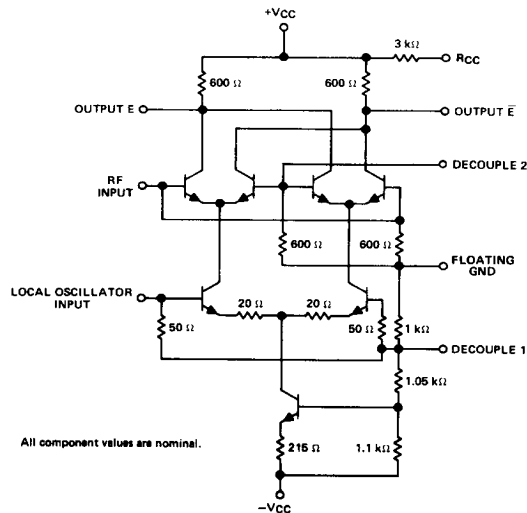 +VCC
3 kΩ
RCC
600 Ω
600 Ω
OUTPUT E
OUTPUT E̅
DECOUPLE 2
RF
INPUT
600 Ω
600 Ω
FLOATING
GND
LOCAL OSCILLATOR
INPUT
20 Ω
20 Ω
50 Ω
50 Ω
1 kΩ
DECOUPLE 1
1.05 kΩ
All component values are nominal.
215 Ω
1.1 kΩ
−VCC